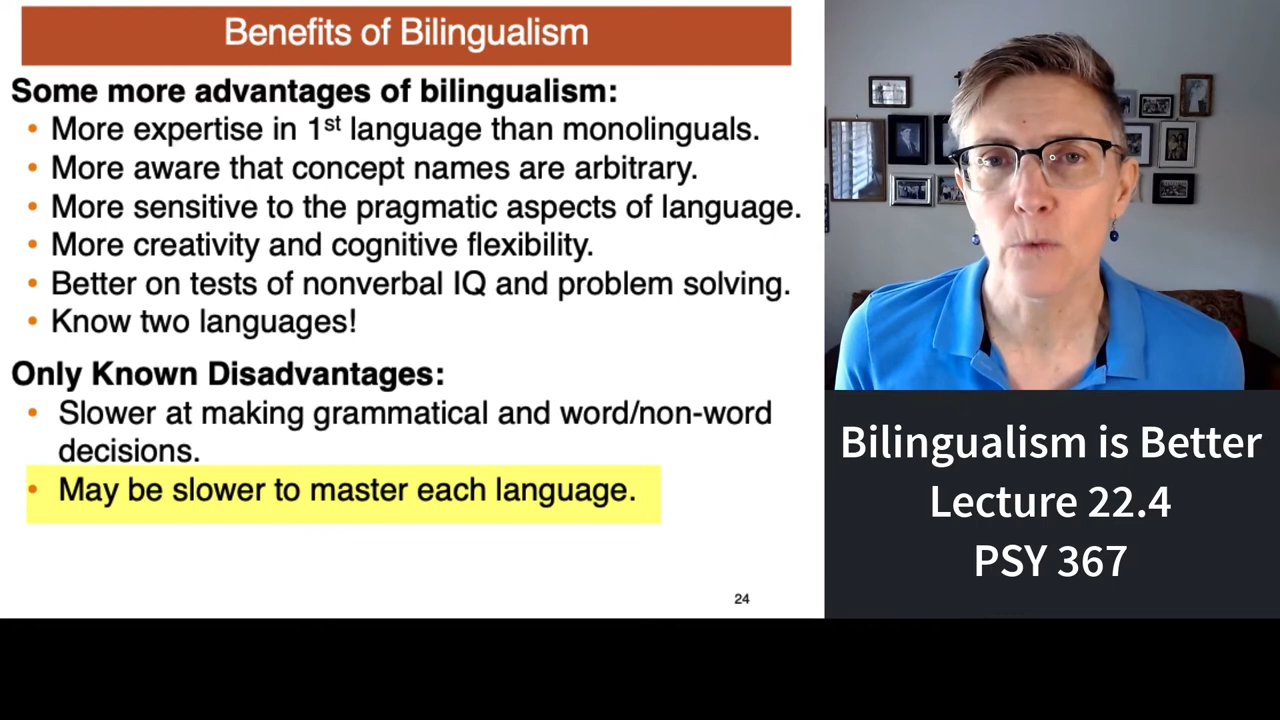 Benefits of Bilingualism
Some more advantages of bilingualism:
• More expertise in 1st language than monolinguals.
• More aware that concept names are arbitrary.
• More sensitive to the pragmatic aspects of language.
• More creativity and cognitive flexibility.
• Better on tests of nonverbal IQ and problem solving.
• Know two languages!
Only Known Disadvantages:
• Slower at making grammatical and word/non-word
decisions.
• May be slower to master each language.
24
Bilingualism is Better
Lecture 22.4
PSY 367